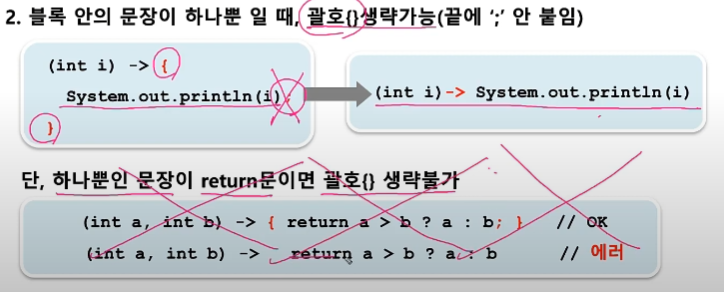 2. 블록 안의 문장이 하나뿐 일 때, 괄호{}생략가능(끝에 ';' 안 붙임)
(int i) -> {
System.out.println(i);
}
(int i)-> System.out.println(i)
단, 하나뿐인 문장이 return문이면 괄호{} 생략불가
(int a, int b) -> { return a > b ? a : b; } // OK
(int a, int b) -> return a > b ? a : b // 에러